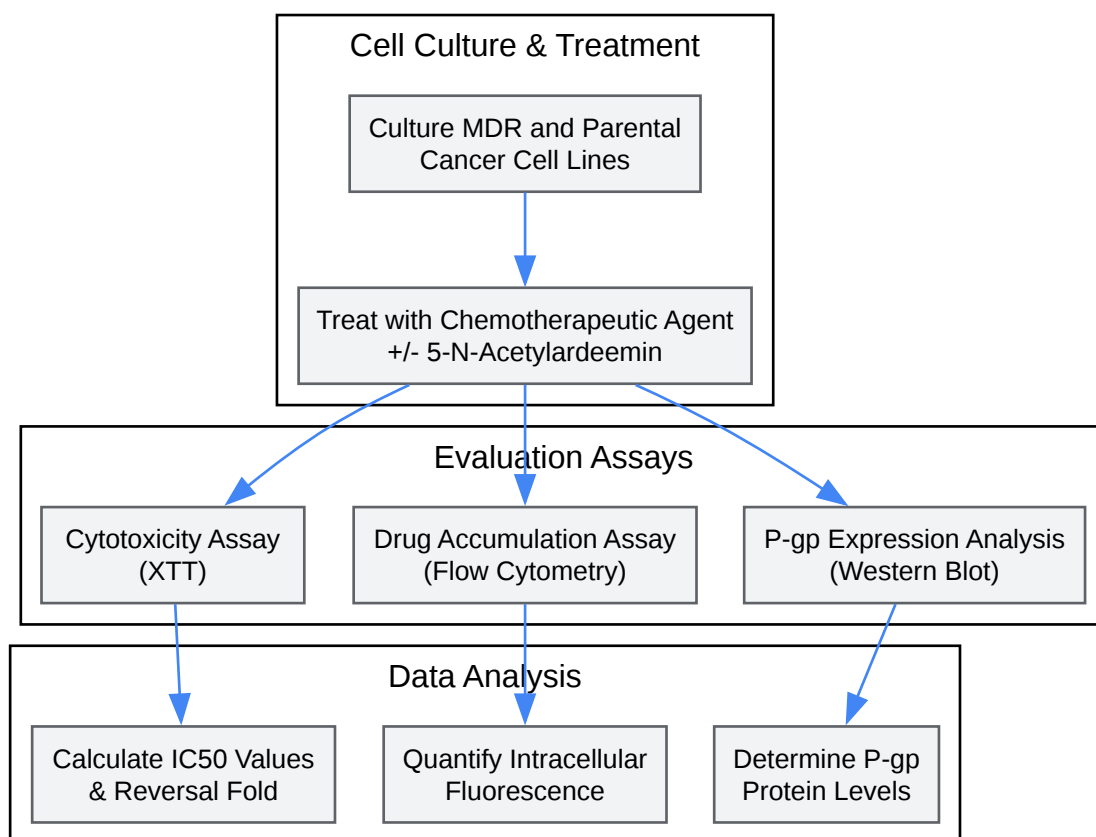 Cell Culture & Treatment
Culture MDR and Parental
Cancer Cell Lines
Treat with Chemotherapeutic Agent
+/- 5-N-Acetylardeemin
Evaluation Assays
Cytotoxicity Assay
(XTT)
Drug Accumulation Assay
(Flow Cytometry)
P-gp Expression Analysis
(Western Blot)
Data Analysis
Calculate IC50 Values
& Reversal Fold
Quantify Intracellular
Fluorescence
Determine P-gp
Protein Levels